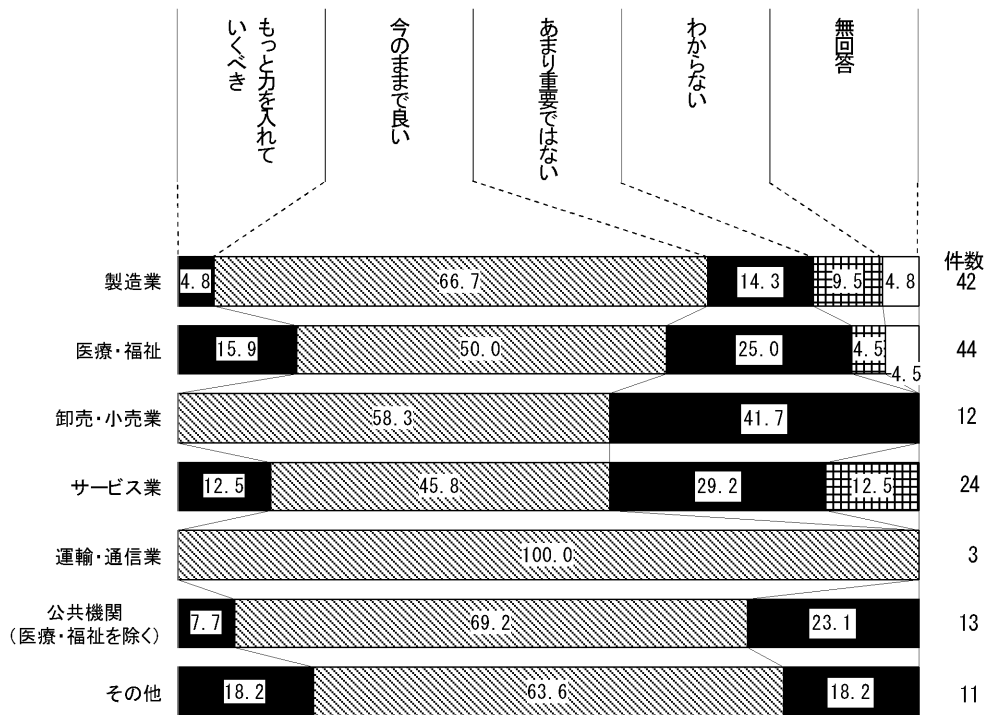 もっと力を入れて
いくべき
今のままで良い
あまり重要ではない
わからない
無回答
件数
製造業 4.8 66.7 14.3 9.5 4.8 42
医療・福祉 15.9 50.0 25.0 4.5 4.5 44
卸売・小売業 58.3 41.7 12
サービス業 12.5 45.8 29.2 12.5 24
運輸・通信業 100.0 3
公共機関
(医療・福祉を除く) 7.7 69.2 23.1 13
その他 18.2 63.6 18.2 11